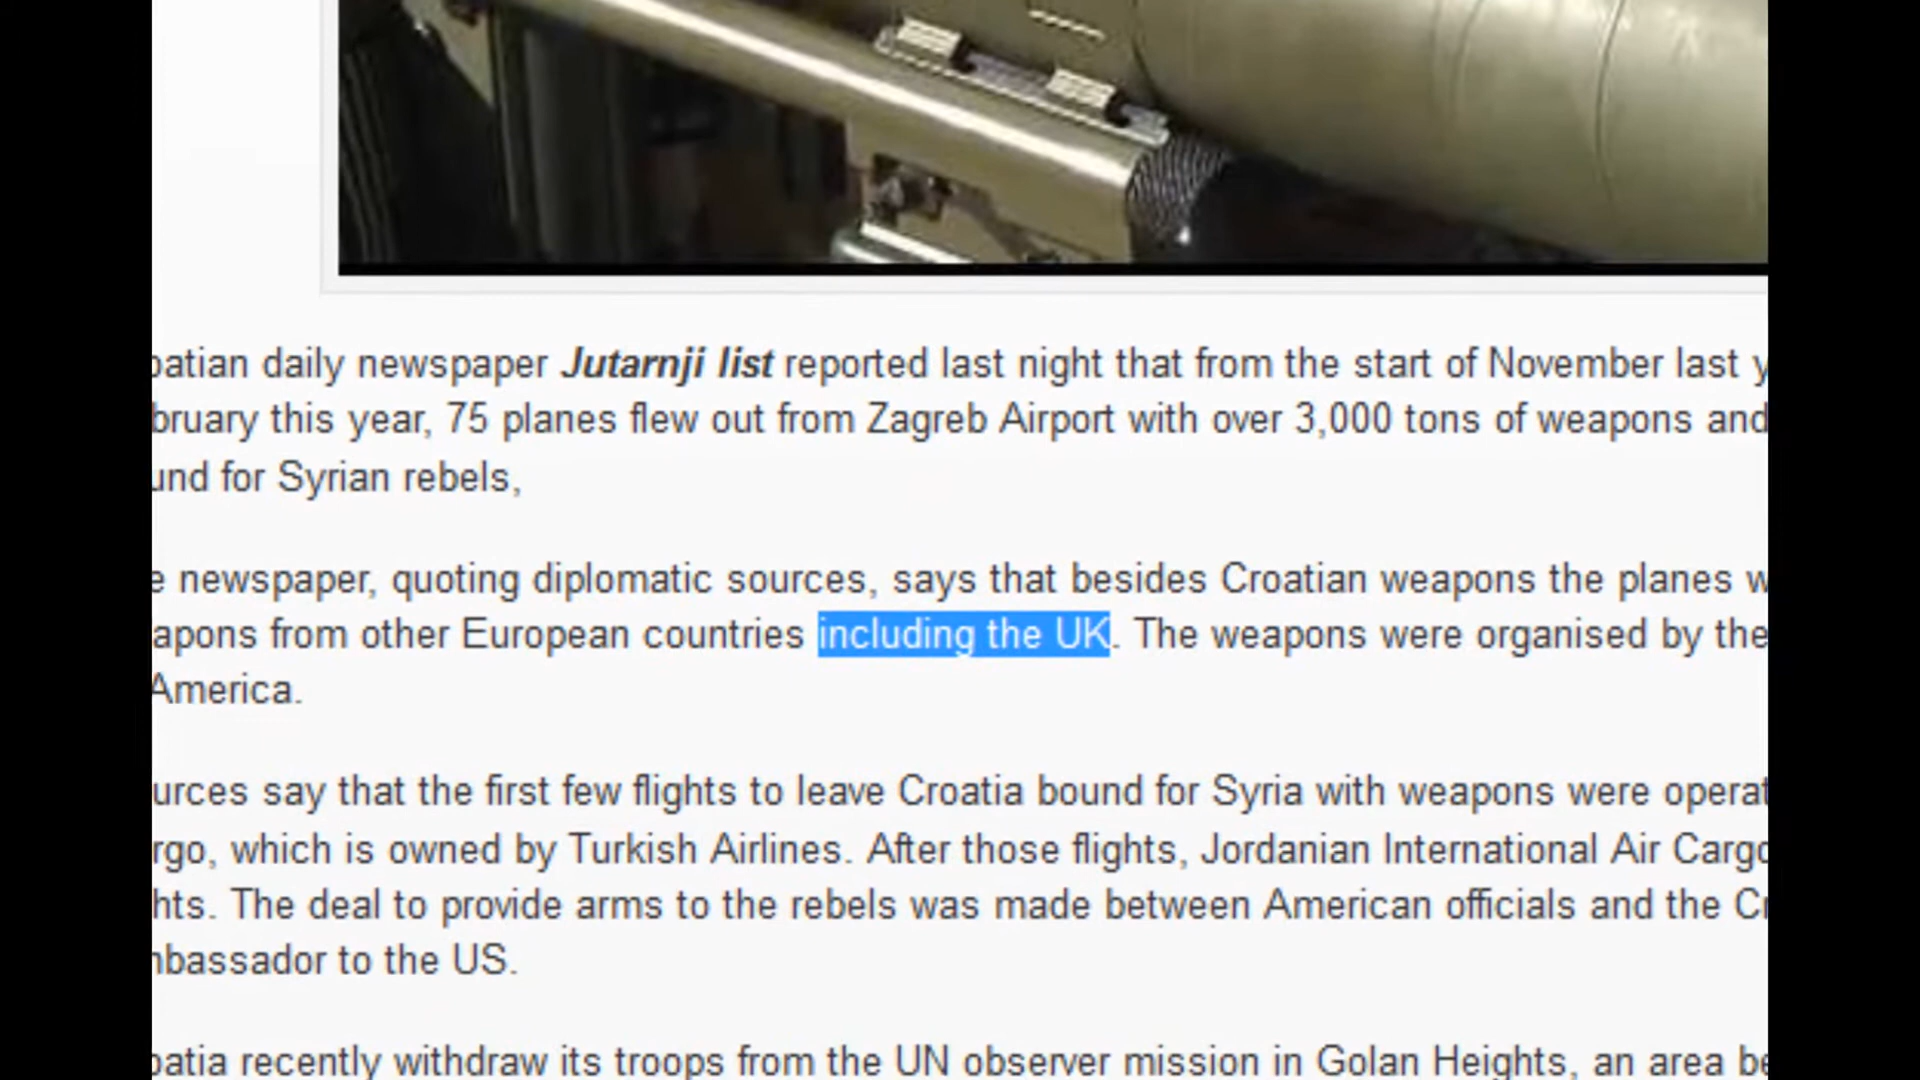 oatian daily newspaper Jutarnji list reported last night that from the start of November last y
bruary this year, 75 planes flew out from Zagreb Airport with over 3,000 tons of weapons and
und for Syrian rebels,
e newspaper, quoting diplomatic sources, says that besides Croatian weapons the planes w
apons from other European countries including the UK. The weapons were organised by the
America.
urces say that the first few flights to leave Croatia bound for Syria with weapons were operat
rgo, which is owned by Turkish Airlines. After those flights, Jordanian International Air Cargo
hts. The deal to provide arms to the rebels was made between American officials and the Cr
mbassador to the US.
oatia recently withdraw its troops from the UN observer mission in Golan Heights, an area be